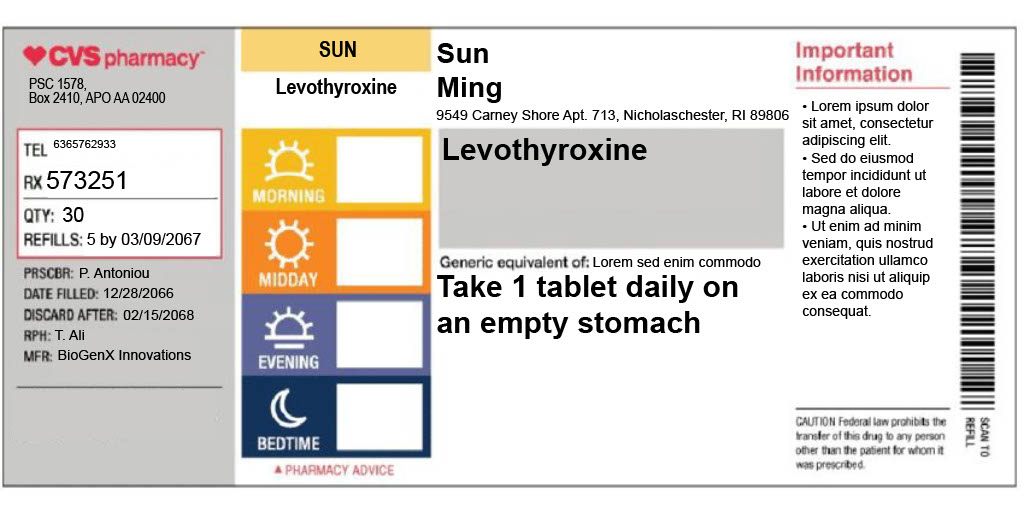 CVS pharmacy
PSC 1578,
Box 2410, APO AA 02400
TEL 6365762933
RX 573251
QTY: 30
REFILLS: 5 by 03/09/2067
PRSCBR: P. Antoniou
DATE FILLED: 12/28/2066
DISCARD AFTER: 02/15/2068
RPH: T. Ali
MFR: BioGenX Innovations
SUN
Levothyroxine
MORNING
MIDDAY
EVENING
BEDTIME
▲ PHARMACY ADVICE
Sun
Ming
9549 Carney Shore Apt. 713, Nicholaschester, RI 89806
Levothyroxine
Generic equivalent of: Lorem sed enim commodo
Take 1 tablet daily on
an empty stomach
Important
Information
• Lorem ipsum dolor
sit amet, consectetur
adipiscing elit.
• Sed do eiusmod
tempor incididunt ut
labore et dolore
magna aliqua.
• Ut enim ad minim
veniam, quis nostrud
exercitation ullamco
laboris nisi ut aliquip
ex ea commodo
consequat.
CAUTION Federal law prohibits the
transfer of this drug to any person
other than the patient for whom it
was prescribed.
SCAN TO
REFILL